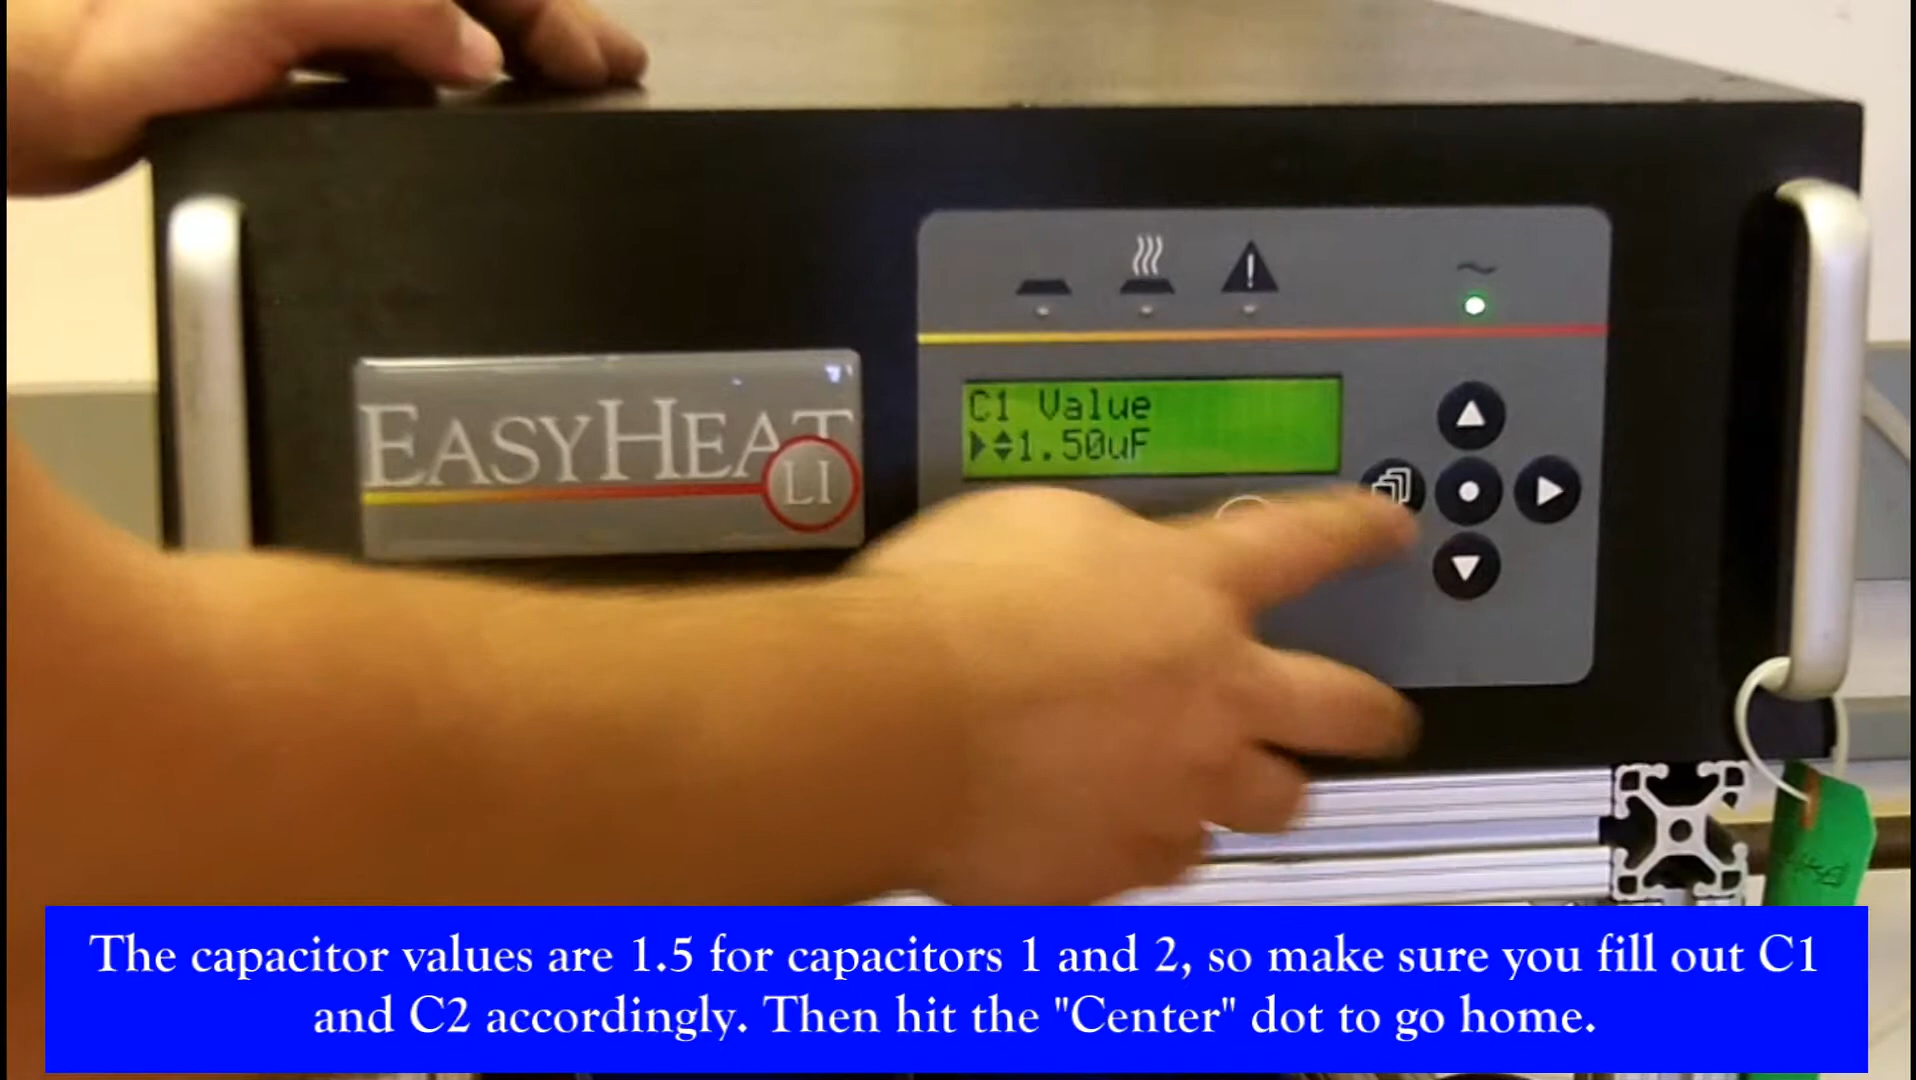 EASYHEAT
LI
C1 Value
1.50uF
The capacitor values are 1.5 for capacitors 1 and 2, so make sure you fill out C1
and C2 accordingly. Then hit the "Center" dot to go home.